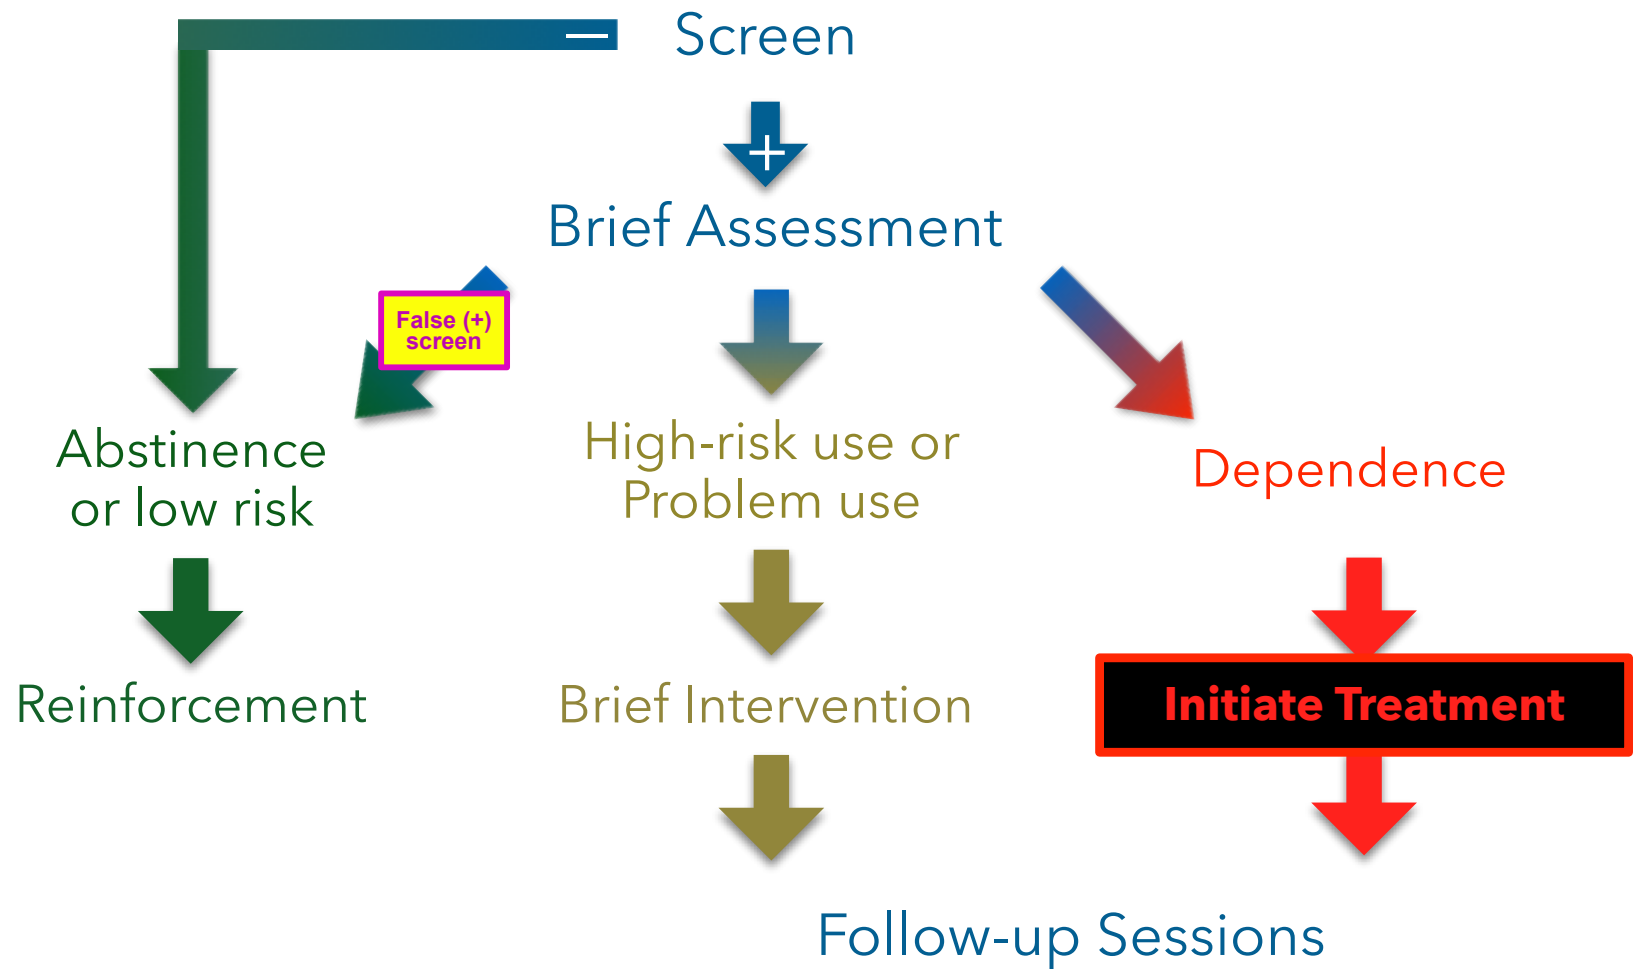 —
Screen
+
Brief Assessment
False (+)
screen
Abstinence
or low risk
High-risk use or
Problem use
Dependence
Reinforcement
Brief Intervention
Initiate Treatment
Follow-up Sessions